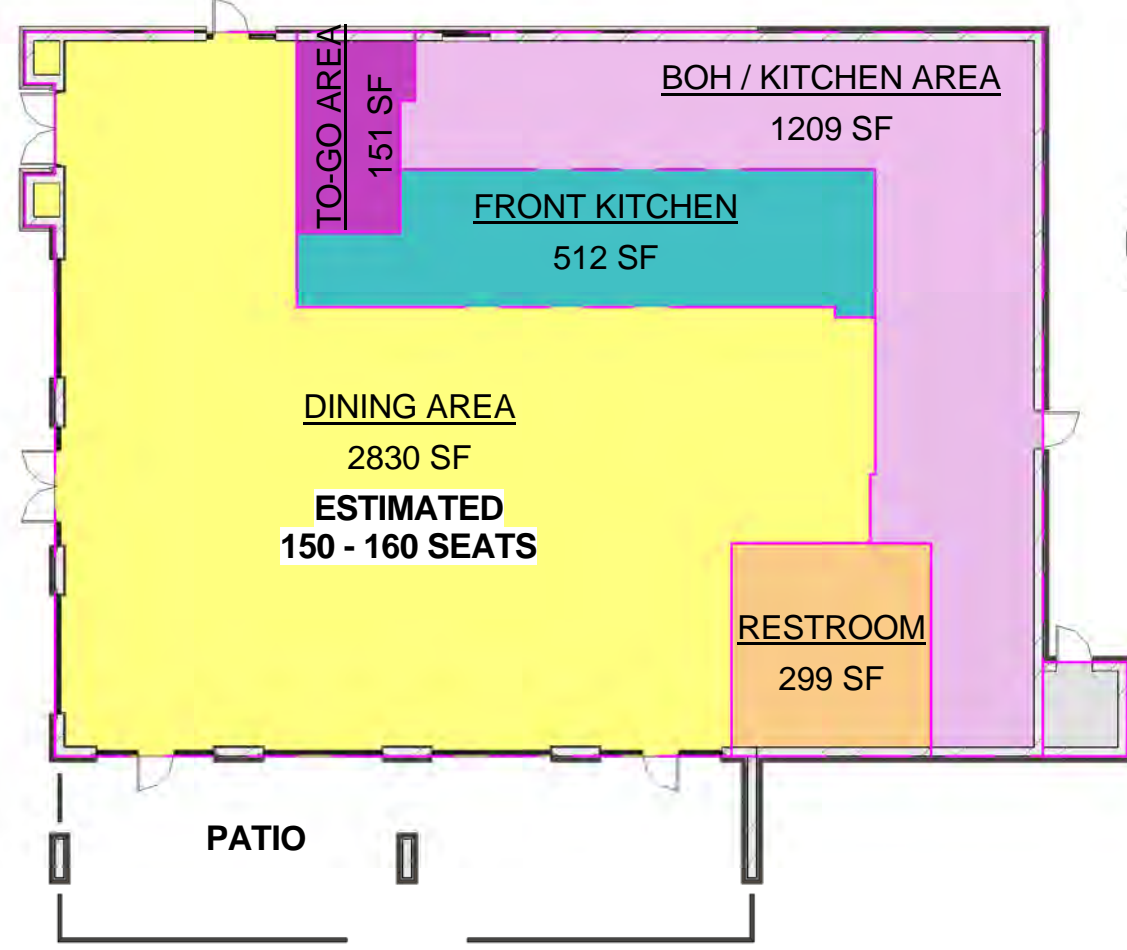 TO-GO AREA
151 SF
BOH / KITCHEN AREA
1209 SF
FRONT KITCHEN
512 SF
DINING AREA
2830 SF
ESTIMATED
150 - 160 SEATS
RESTROOM
299 SF
PATIO